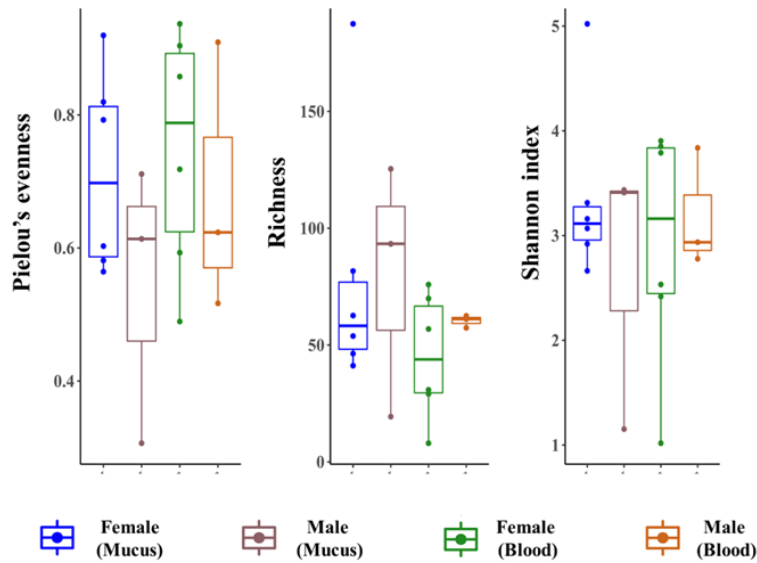 Pielou's evenness
0.8
0.6
0.4
Richness
150
100
50
0
Shannon index
5
4
3
2
1
Female
(Mucus)
Male
(Mucus)
Female
(Blood)
Male
(Blood)